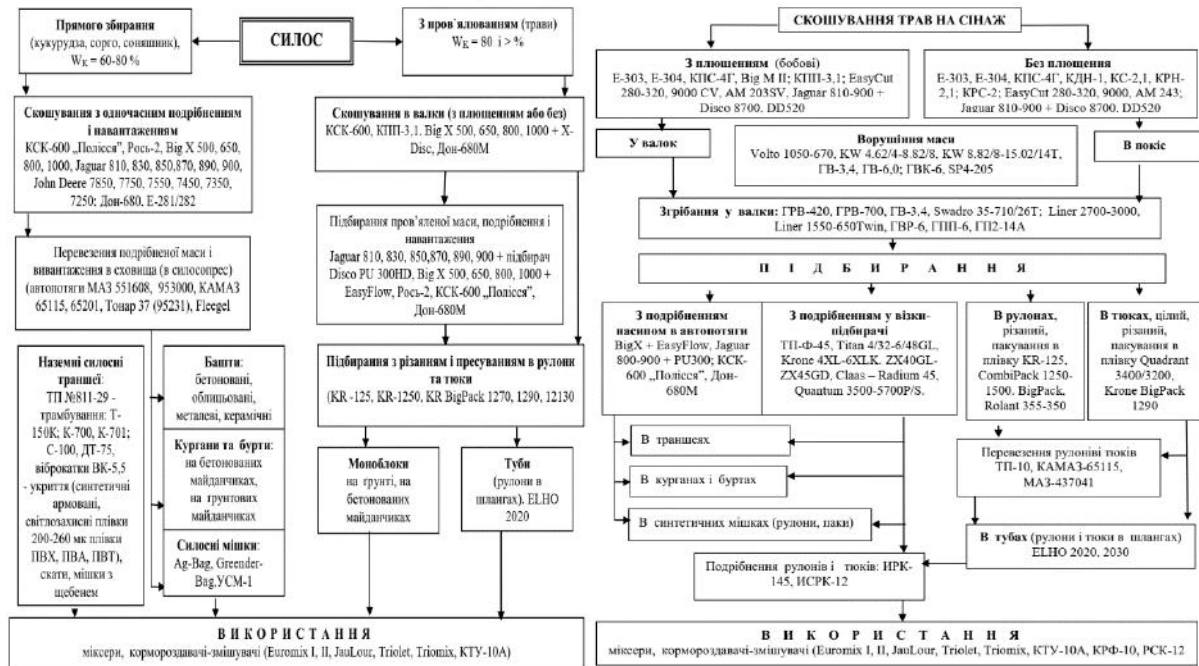 Прямого збирання
(кукурудза, сорго, соняшник),
W_K = 60-80 %
СИЛОС
З пров`ялюванням (трави)
W_K = 80 і > %
Скошування з одночасним подрібненням
і навантаженням
КСК-600 „Полісся”, Рось-2, Big X 500, 650,
800, 1000, Jaguar 810, 830, 850,870, 890, 900,
John Deere 7850, 7750, 7550, 7450, 7350,
7250; Дон-680, Е-281/282
Скошування в валки (з плющенням або без)
КСК-600, КПП-3,1, Big X 500, 650, 800, 1000 + X-
Disc, Дон-680М
Перевезення подрібненої маси і
вивантаження в сховища (в силосопрес)
(автопотяги МАЗ 551608, 953000, КАМАЗ
65115, 65201, Тонар 37 (95231), Fleegel
Підбирання пров’яленої маси, подрібнення і
навантаження
Jaguar 810, 830, 850,870, 890, 900 + підбирач
Disco PU 300HD, Big X 500, 650, 800, 1000 +
EasyFlow, Рось-2, КСК-600 „Полісся”,
Дон-680М
Підбирання з різанням і пресуванням в рулони
та тюки
(KR -125, KR-1250, KR BigPack 1270, 1290, 12130
Наземні силосні
траншеї:
ТП №811-29 -
трамбування: Т-
150К; К-700, К-701;
С-100, ДТ-75,
віброкатки ВК-5,5
- укриття (синтетичні
армовані,
світлозахисні плівки
200-260 мк плівки
ПВХ, ПВА, ПВТ),
скати, мішки з
щебенем
Башти:
бетоновані,
облицьовані,
металеві, керамічні
Кургани та бурти:
на бетонованих
майданчиках,
на ґрунтових
майданчиках
Силосні мішки:
Ag-Bag, Greender-
Bag,УСМ-1
Моноблоки
на ґрунті, на
бетонованих
майданчиках
Туби
(рулони в
шлангах). ELHO
2020
ВИКОРИСТАННЯ
міксери, кормороздавачі-змішувачі (Euromix I, II, JauLour, Triolet, Triomix, КТУ-10А)
СКОШУВАННЯ ТРАВ НА СІНАЖ
З плющенням (бобові)
Е-303, Е-304, КПС-4Г, Big M II; КПП-3,1; EasyCut
280-320, 9000 CV, AM 203SV, Jaguar 810-900 +
Disco 8700. DD520
Без плющення
Е-303, Е-304, КПС-4Г, КДН-1, КС-2,1, КРН-
2,1, КРС-2; EasyCut 280-320, 9000, AM 243;
Jaguar 810-900 + Disco 8700. DD520
У валок
Ворушіння маси
Volto 1050-670, KW 4.62/4-8.82/8, KW 8.82/8-15.02/14T,
ГВ-3,4, ГВ-6,0; ГВК-6, SP4-205
В покіс
Згрібання у валки: ГРВ-420, ГРВ-700, ГВ-3,4, Swadro 35-710/26T; Liner 2700-3000,
Liner 1550-650Twin, ГВР-6, ГПП-6, ГП2-14А
ПІДБИРАННЯ
З подрібненням
насипом в автопотяги
BigX + EasyFlow, Jaguar
800-900 + PU300; КСК-
600 „Полісся”, Дон-
680М
З подрібненням у візки-
підбирачі
ТП-Ф-45, Titan 4/32-6/48GL,
Krone 4XL-6XLK. ZX40GL-
ZX45GD, Claas – Radium 45,
Quantum 3500-5700P/S.
В рулонах,
різаний,
пакування в
плівку KR-125,
CombiPack 1250-
1500. BigPack,
Rolant 355-350
В тюках, цілий,
різаний,
пакування в
плівку Quadrant
3400/3200,
Krone BigPack
1290
В траншеях
В курганах і буртах
В синтетичних мішках (рулони, паки)
Перевезення рулонів і тюків
ТП-10, КАМАЗ-65115,
МАЗ-437041
В тубах (рулони і тюки в шлангах)
ELHO 2020, 2030
Подрібнення рулонів і тюків: ИРК-
145, ИСРК-12
ВИКОРИСТАННЯ
міксери, кормороздавачі-змішувачі (Euromix I, II, JauLour, Triolet, Triomix, КТУ-10А, КРФ-10, РСК-12